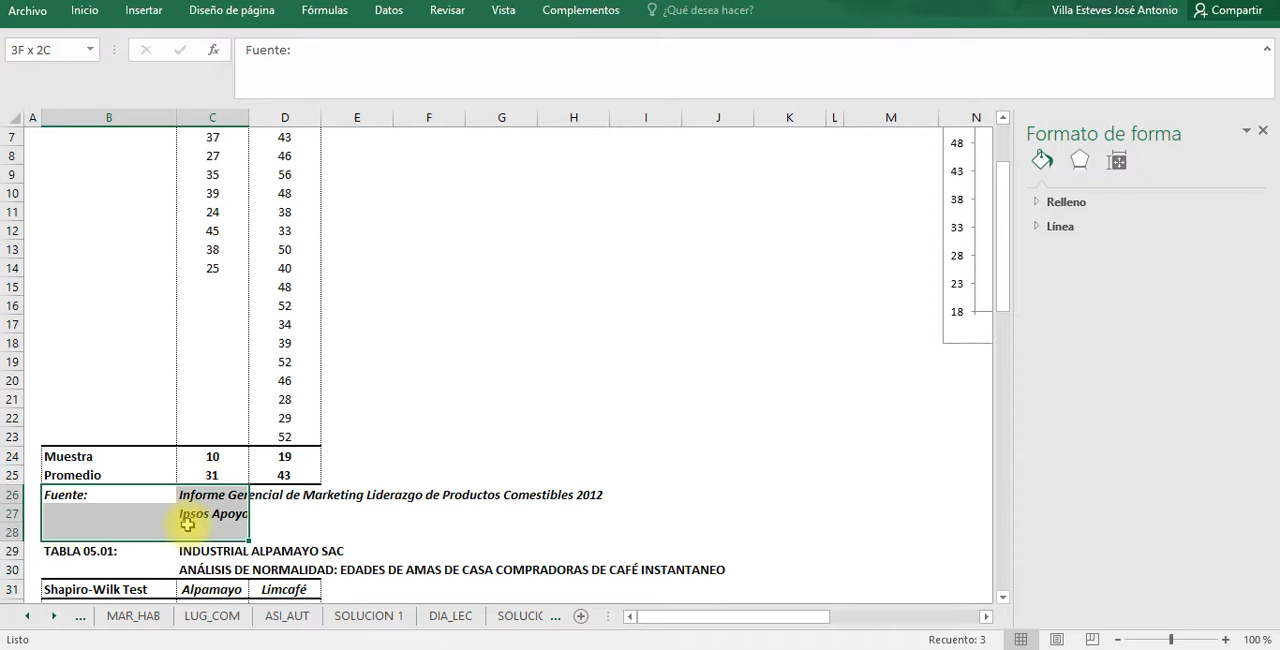 Archivo Inicio Insertar Diseño de página Fórmulas Datos Revisar Vista Complementos ¿Qué desea hacer? Villa Esteves José Antonio Compartir
3F x 2C fx Fuente:
A B C D E F G H I J K L M N
7 37 43 48
8 27 46 43
9 35 56
10 39 48 38
11 24 38
12 45 33 33
13 38 50 28
14 25 40
15 48 23
16 52 18
17 34
18 39
19 52
20 46
21 28
22 29
23 52
24 Muestra 10 19
25 Promedio 31 43
26 Fuente: Informe Gerencial de Marketing Liderazgo de Productos Comestibles 2012
27 Ipsos Apoyo
28
29 TABLA 05.01: INDUSTRIAL ALPAMAYO SAC
30 ANÁLISIS DE NORMALIDAD: EDADES DE AMAS DE CASA COMPRADORAS DE CAFÉ INSTANTANEO
31 Shapiro-Wilk Test Alpamayo Limcafé
Formato de forma
Relleno
Línea
... MAR_HAB LUG_COM ASI_AUT SOLUCION 1 DIA_LEC SOLUCIC ...
Listo Recuento: 3 100 %